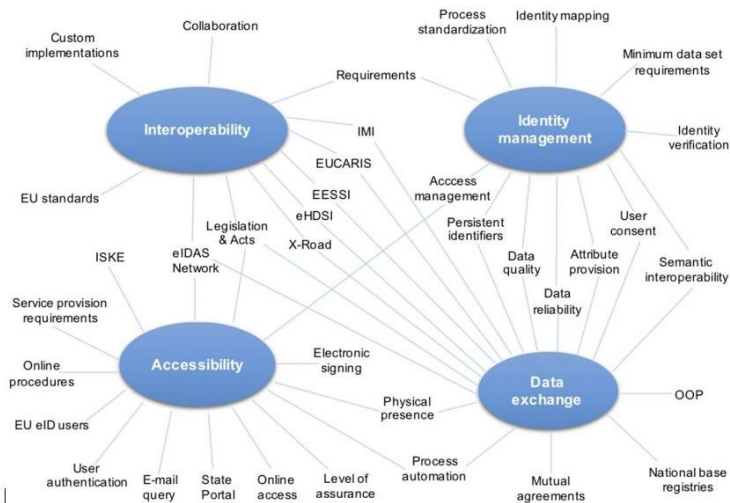 Process
standardization
Identity mapping
Collaboration
Custom
implementations
Minimum data set
requirements
Requirements
Interoperability
IMI
Identity
management
Identity
verification
EUCARIS
Acccess
management
EESSI
EU standards
eHDSI
Legislation
& Acts
X-Road
Persistent
identifiers
User
consent
ISKE
eIDAS
Network
Data
quality
Attribute
provision
Semantic
interoperability
Data
reliability
Service provision
requirements
Accessibility
Electronic
signing
Online
procedures
Data
exchange
OOP
Physical
presence
EU eID users
User
authentication
E-mail
query
State
Portal
Online
access
Level of
assurance
Process
automation
Mutual
agreements
National base
registries